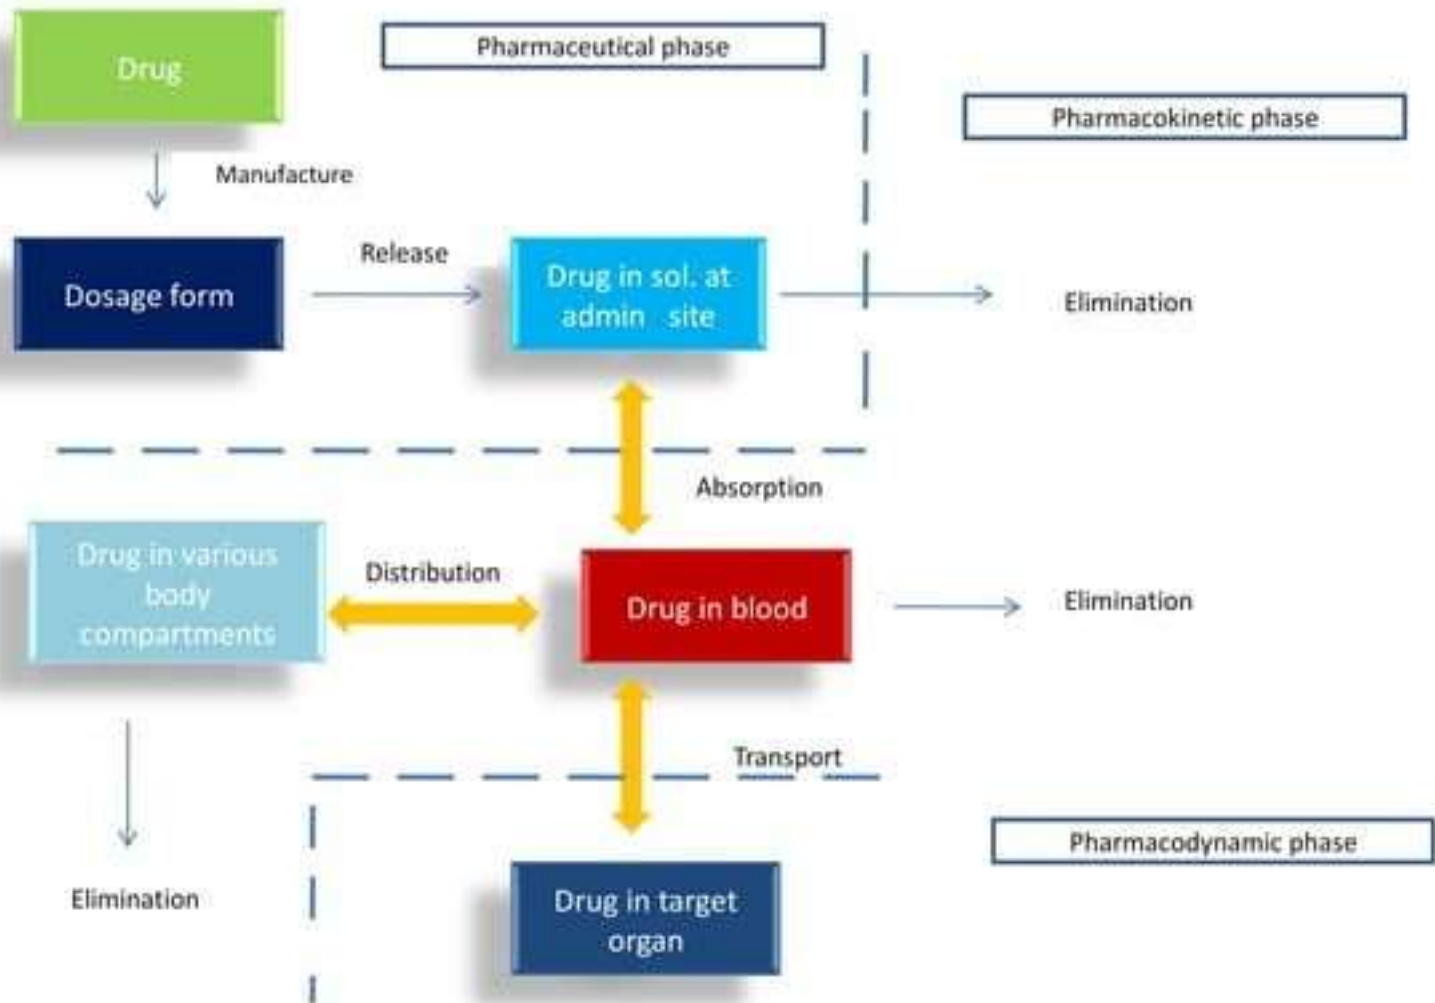 Drug
Pharmaceutical phase
Pharmacokinetic phase
Manufacture
Dosage form
Release
Drug in sol. at
admin site
Elimination
Absorption
Drug in various
body
compartments
Distribution
Drug in blood
Elimination
Transport
Pharmacodynamic phase
Elimination
Drug in target
organ